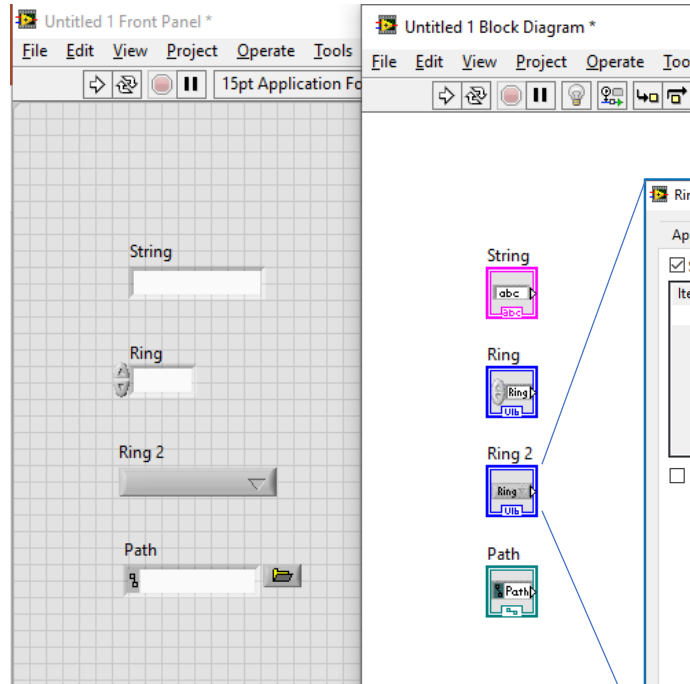 Untitled 1 Front Panel *
File Edit View Project Operate Tools
15pt Application Fo
String
Ring
Ring 2
Path
Untitled 1 Block Diagram *
File Edit View Project Operate Too
String
abc
abc
Ring
Ring
U16
Ring 2
Ring
U16
Path
Path
Rin
Ap
Ite